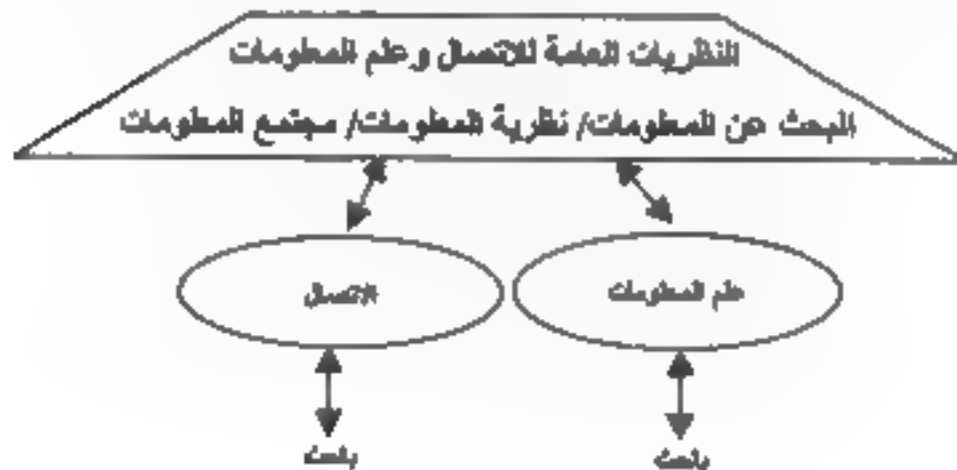 النظريات العامة للاتصال وعلم المعلومات
البحث عن المعلومات/ نظرية المعلومات/ مجتمع المعلومات
علم المعلومات
الاتصال
باحث
باحث